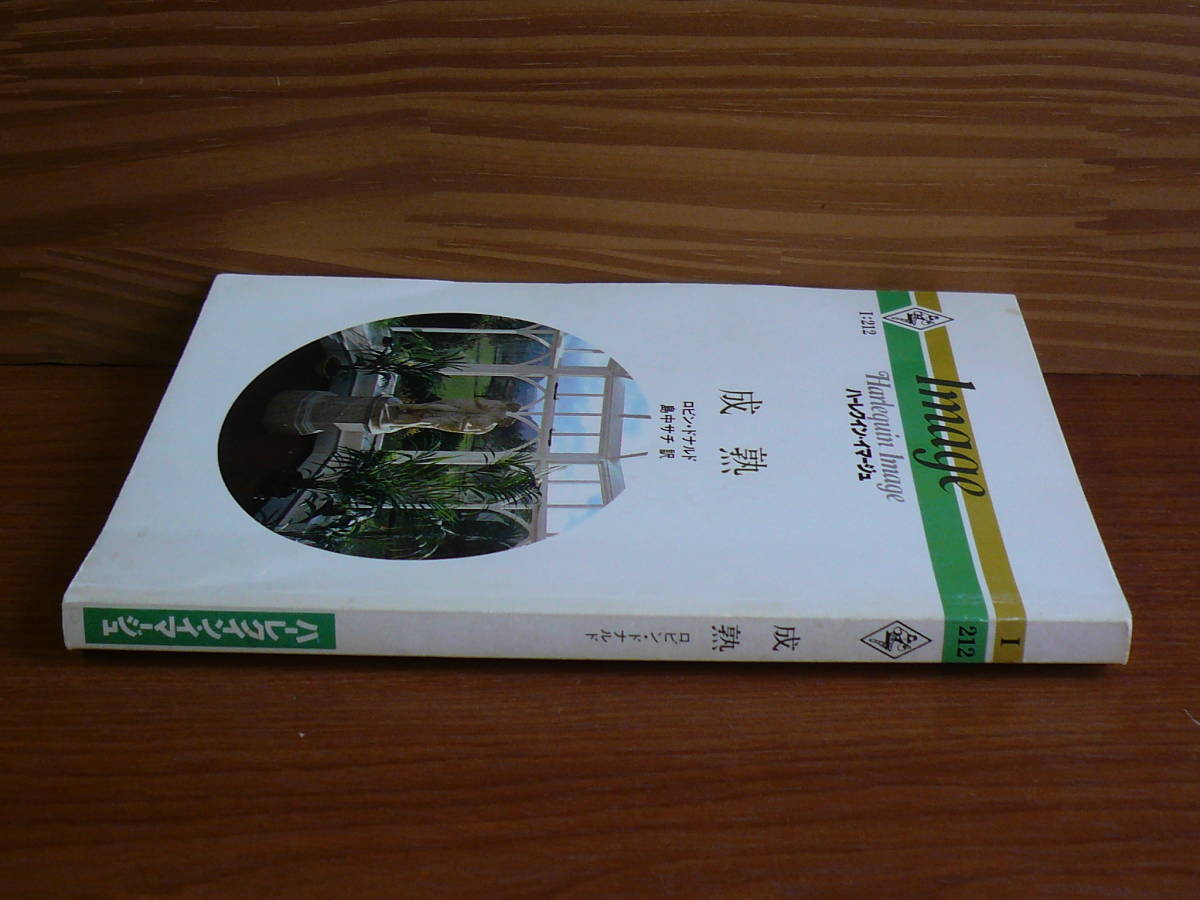 I:212
Image
Harlequin Image
ハーレクイン・イマージュ
成熟
ロビン・ドナルド
島中サチ 訳
I
212
成熟
ロビン・ドナルド
ハーレクイン・イマージュ